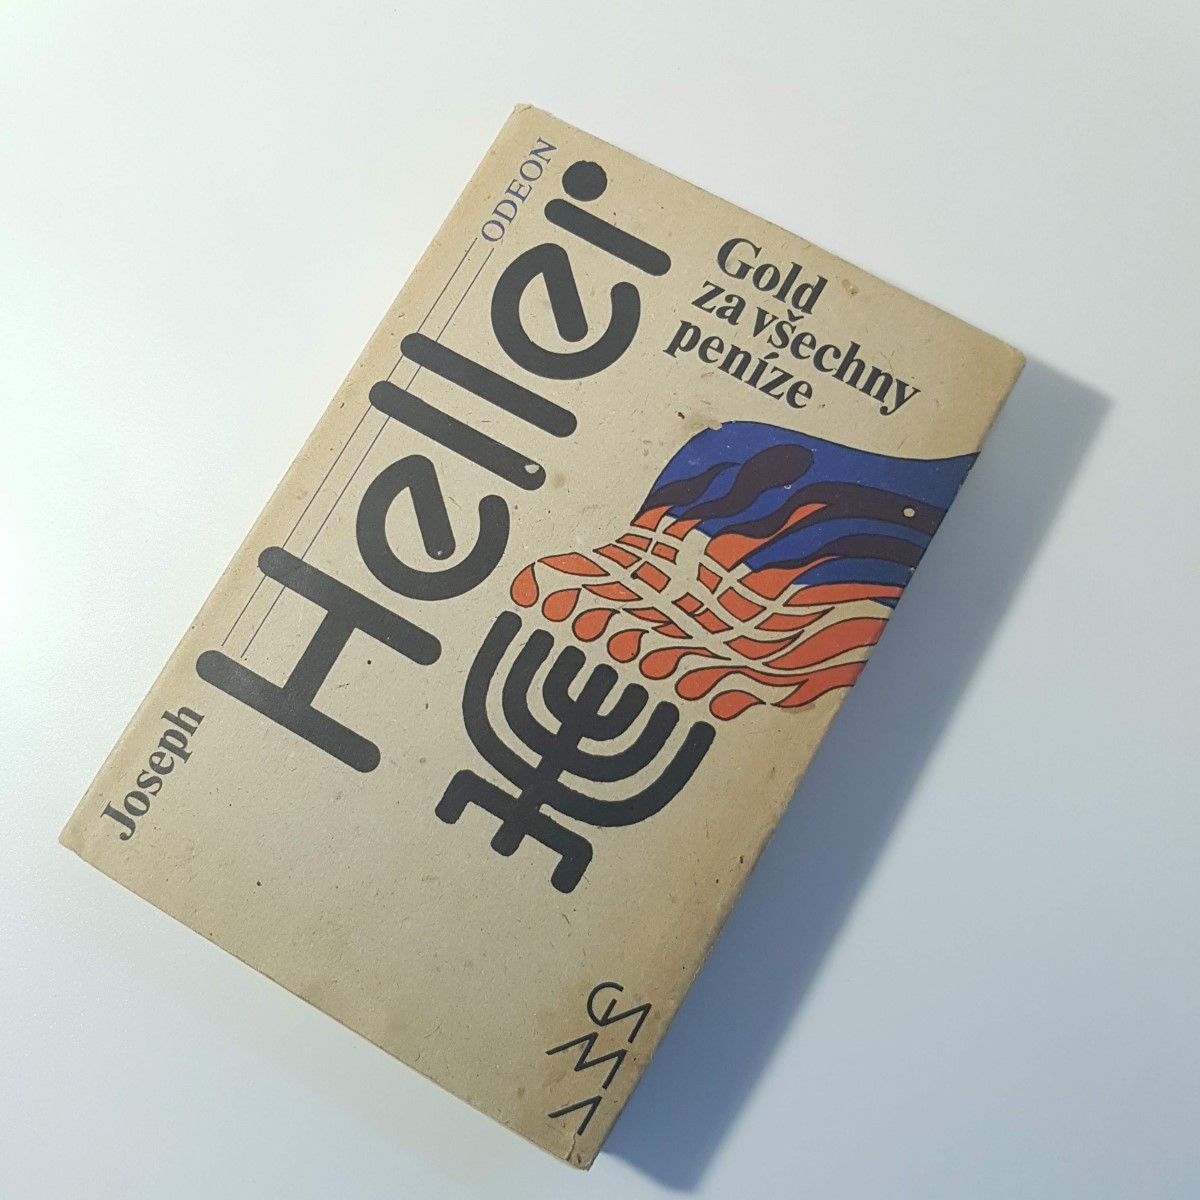 ODEON
Joseph
Heller
Gold
za všechny
peníze